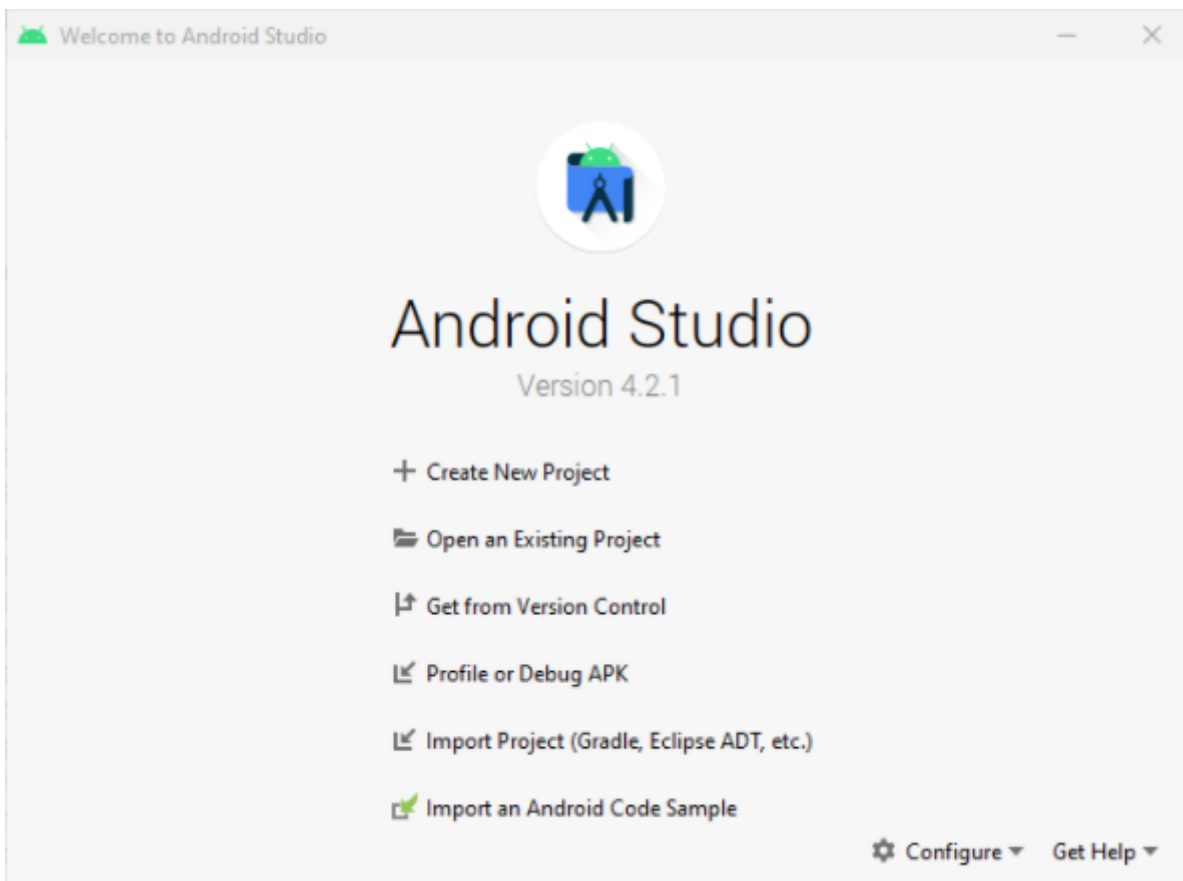 Welcome to Android Studio
Android Studio
Version 4.2.1
Create New Project
Open an Existing Project
Get from Version Control
Profile or Debug APK
Import Project (Gradle, Eclipse ADT, etc.)
Import an Android Code Sample
Configure Get Help